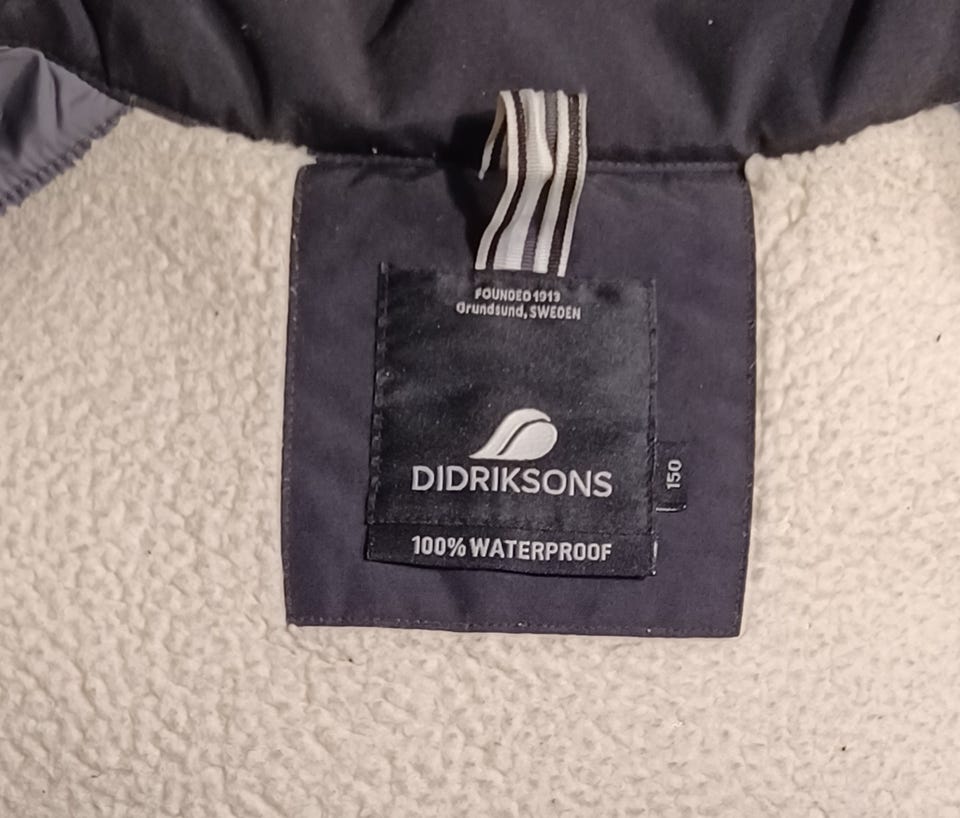 FOUNDED 1913
Grundsund, SWEDEN
DIDRIKSONS
150
100% WATERPROOF